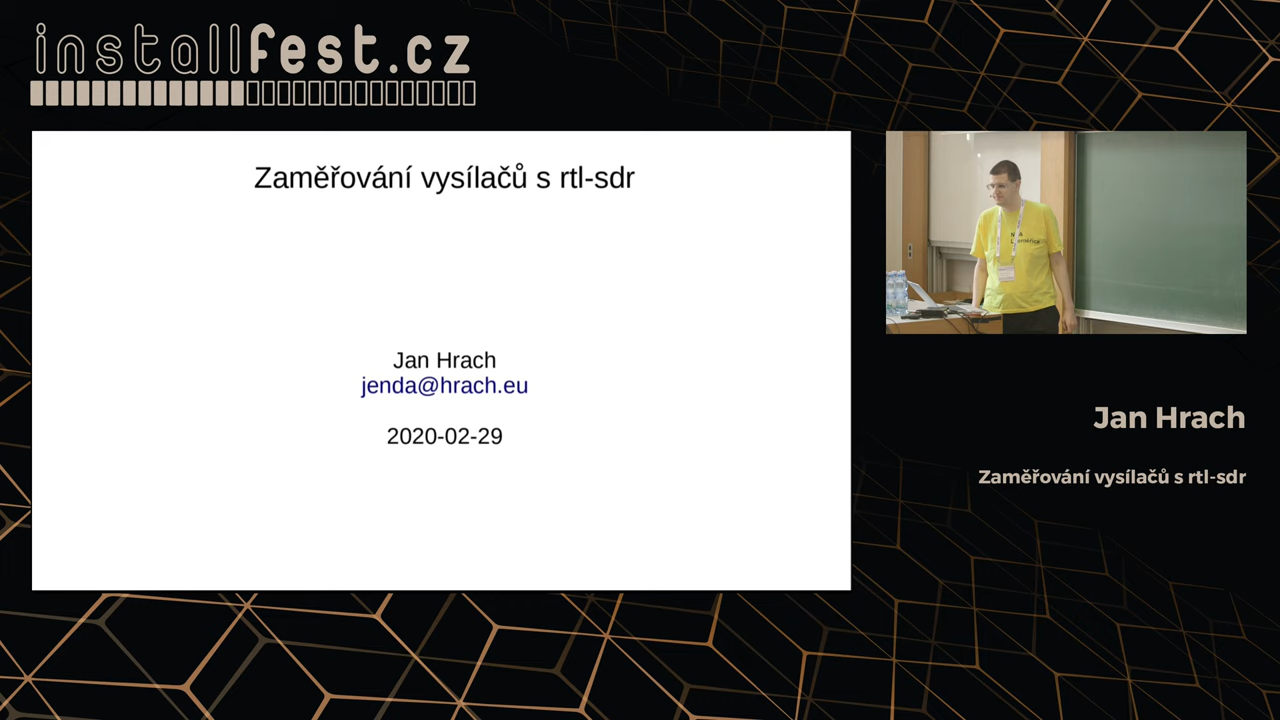 installfest.cz
Zaměřování vysílačů s rtl-sdr
Jan Hrach
jenda@hrach.eu
2020-02-29
Jan Hrach
Zaměřování vysílačů s rtl-sdr